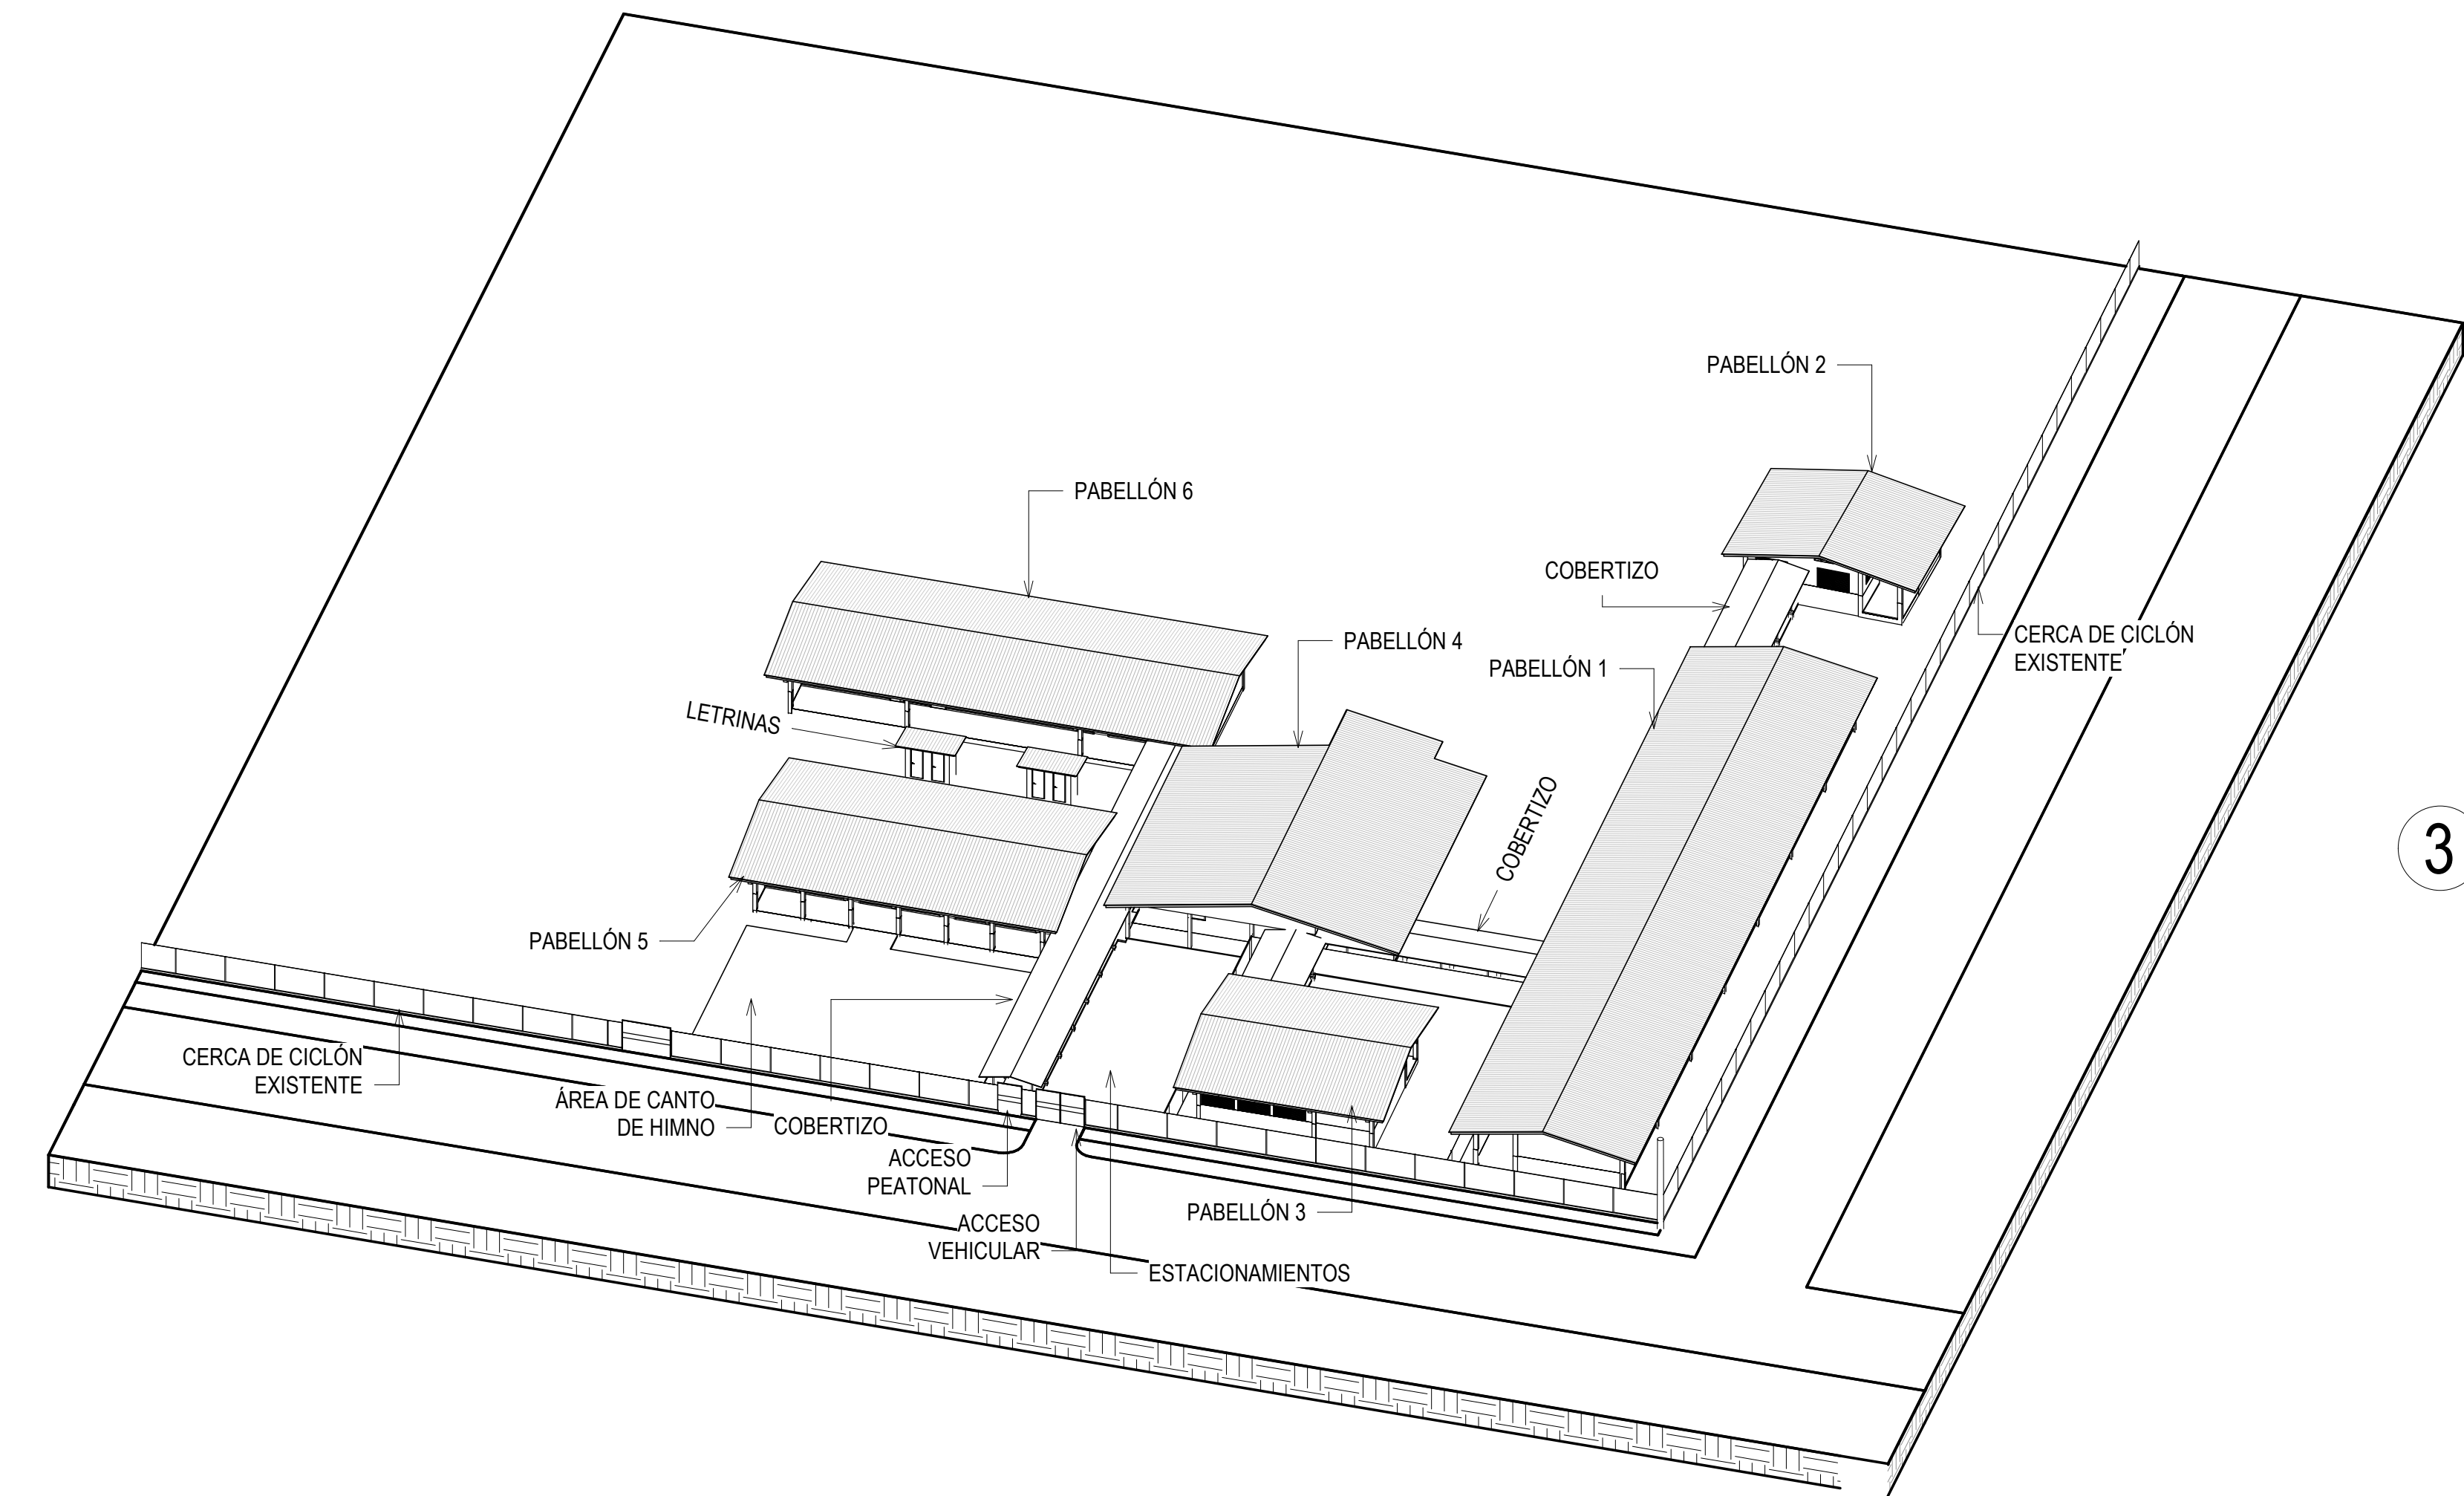 PABELLÓN 2
PABELLÓN 6
COBERTIZO
PABELLÓN 4
CERCA DE CICLÓN
EXISTENTE
PABELLÓN 1
LETRINAS
COBERTIZO
3
PABELLÓN 5
CERCA DE CICLÓN
EXISTENTE
ÁREA DE CANTO
DE HIMNO
COBERTIZO
ACCESO
PEATONAL
PABELLÓN 3
ACCESO
VEHICULAR
ESTACIONAMIENTOS